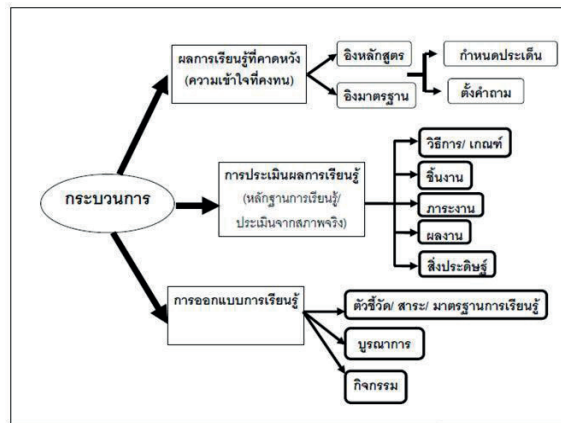 ผลการเรียนรู้ที่คาดหวัง
(ความเข้าใจที่คงทน)
อิงหลักสูตร
อิงมาตรฐาน
กำหนดประเด็น
ตั้งคำถาม
กระบวนการ
การประเมินผลการเรียนรู้
(หลักฐานการเรียนรู้/
ประเมินจากสภาพจริง)
วิธีการ/ เกณฑ์
ชิ้นงาน
ภาระงาน
ผลงาน
สิ่งประดิษฐ์
การออกแบบการเรียนรู้
ตัวชี้วัด/ สาระ/ มาตรฐานการเรียนรู้
บูรณาการ
กิจกรรม